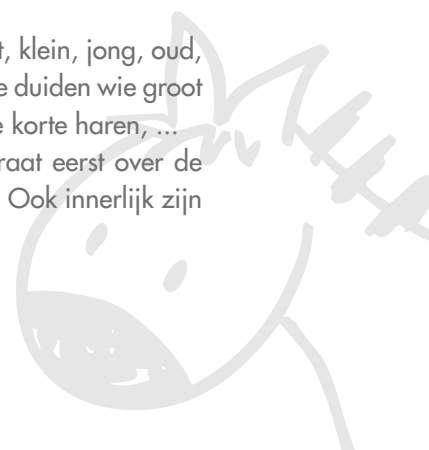 t, klein, jong, oud,
e duiden wie groot
e korte haren, ...
raat eerst over de
Ook innerlijk zijn